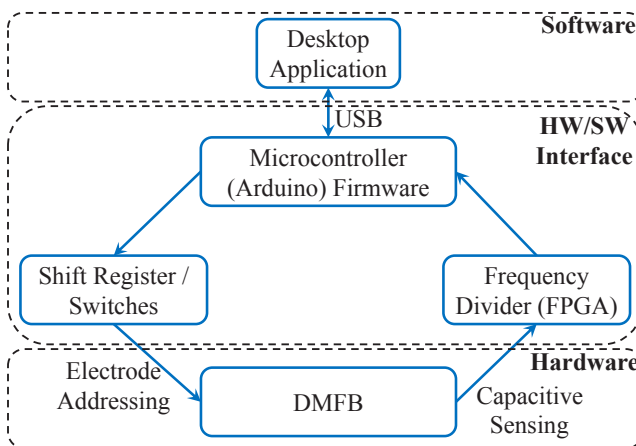 Software
Desktop
Application
USB
HW/SW
Interface
Microcontroller
(Arduino) Firmware
Shift Register /
Switches
Frequency
Divider (FPGA)
Hardware
Electrode
Addressing
DMFB
Capacitive
Sensing